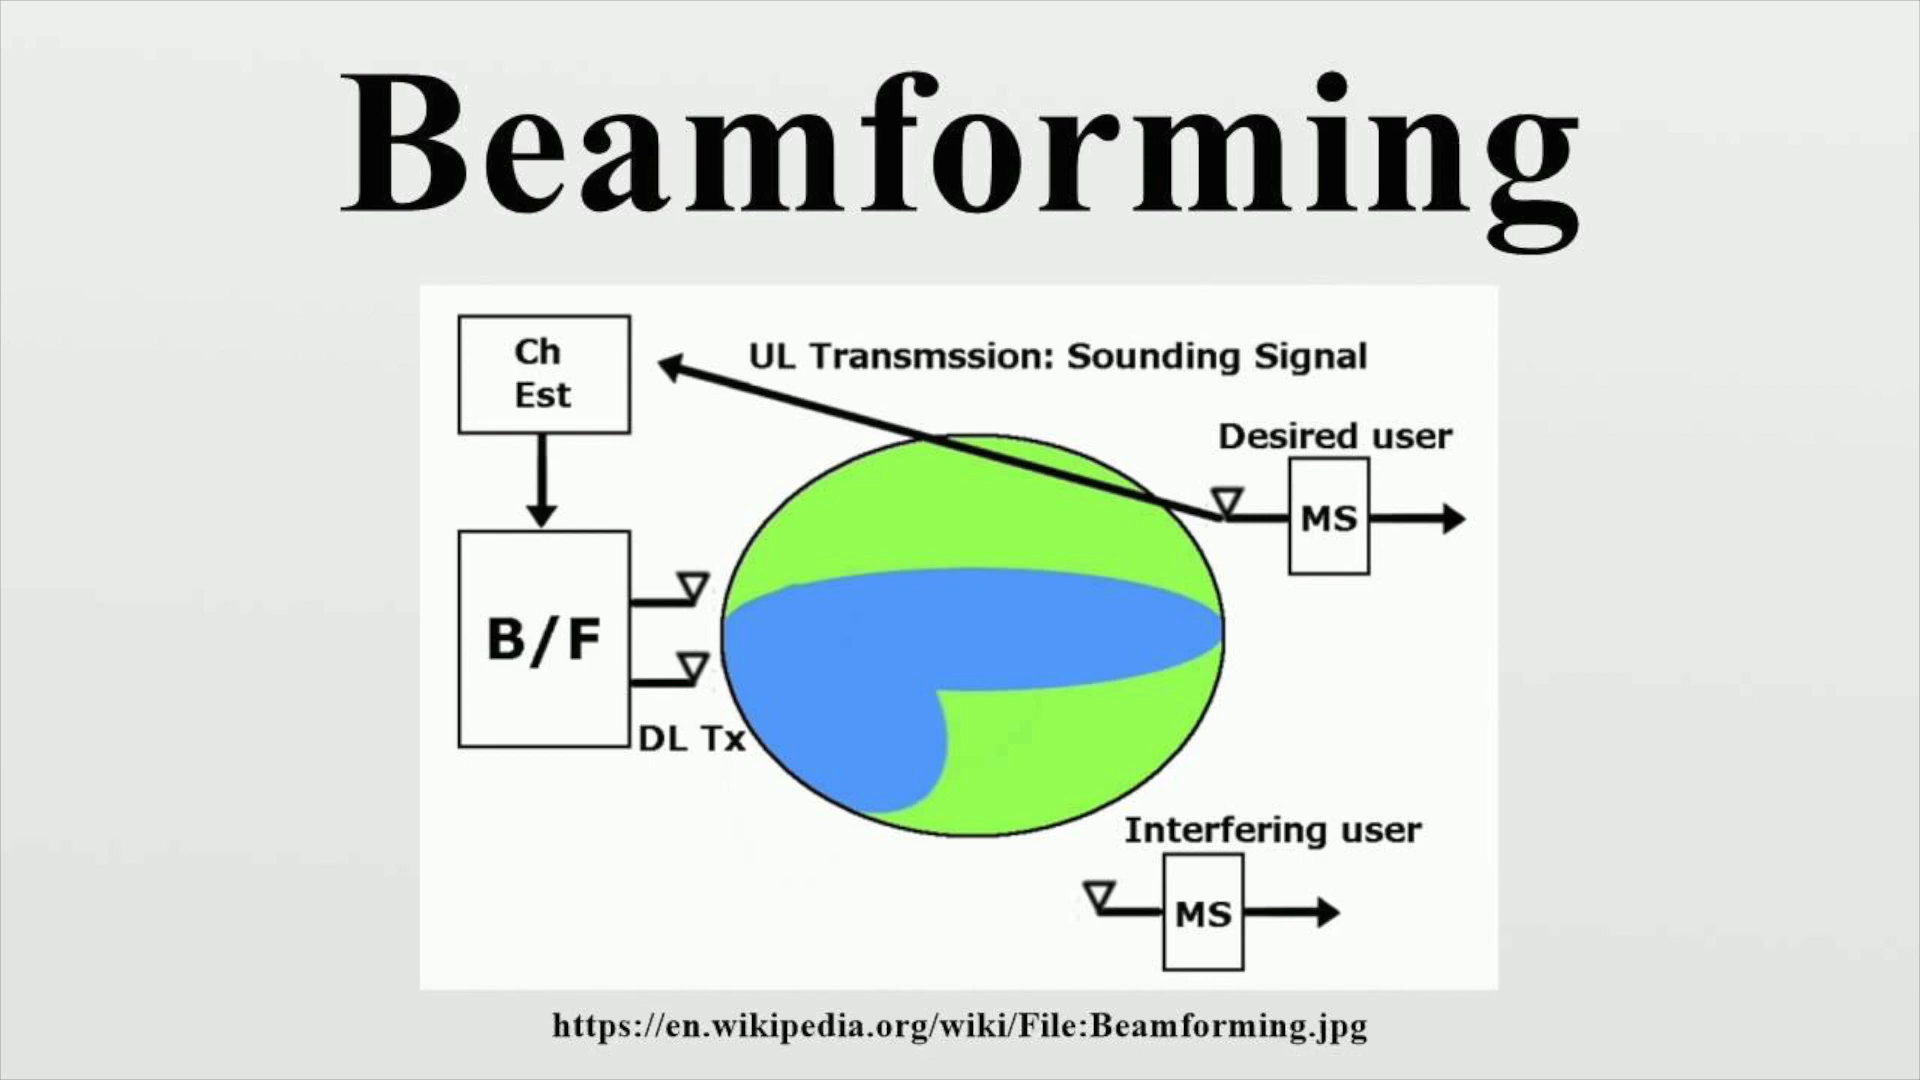 Beamforming
Ch
Est
UL Transmssion: Sounding Signal
Desired user
MS
B/F
DL Tx
Interfering user
MS
https://en.wikipedia.org/wiki/File:Beamforming.jpg